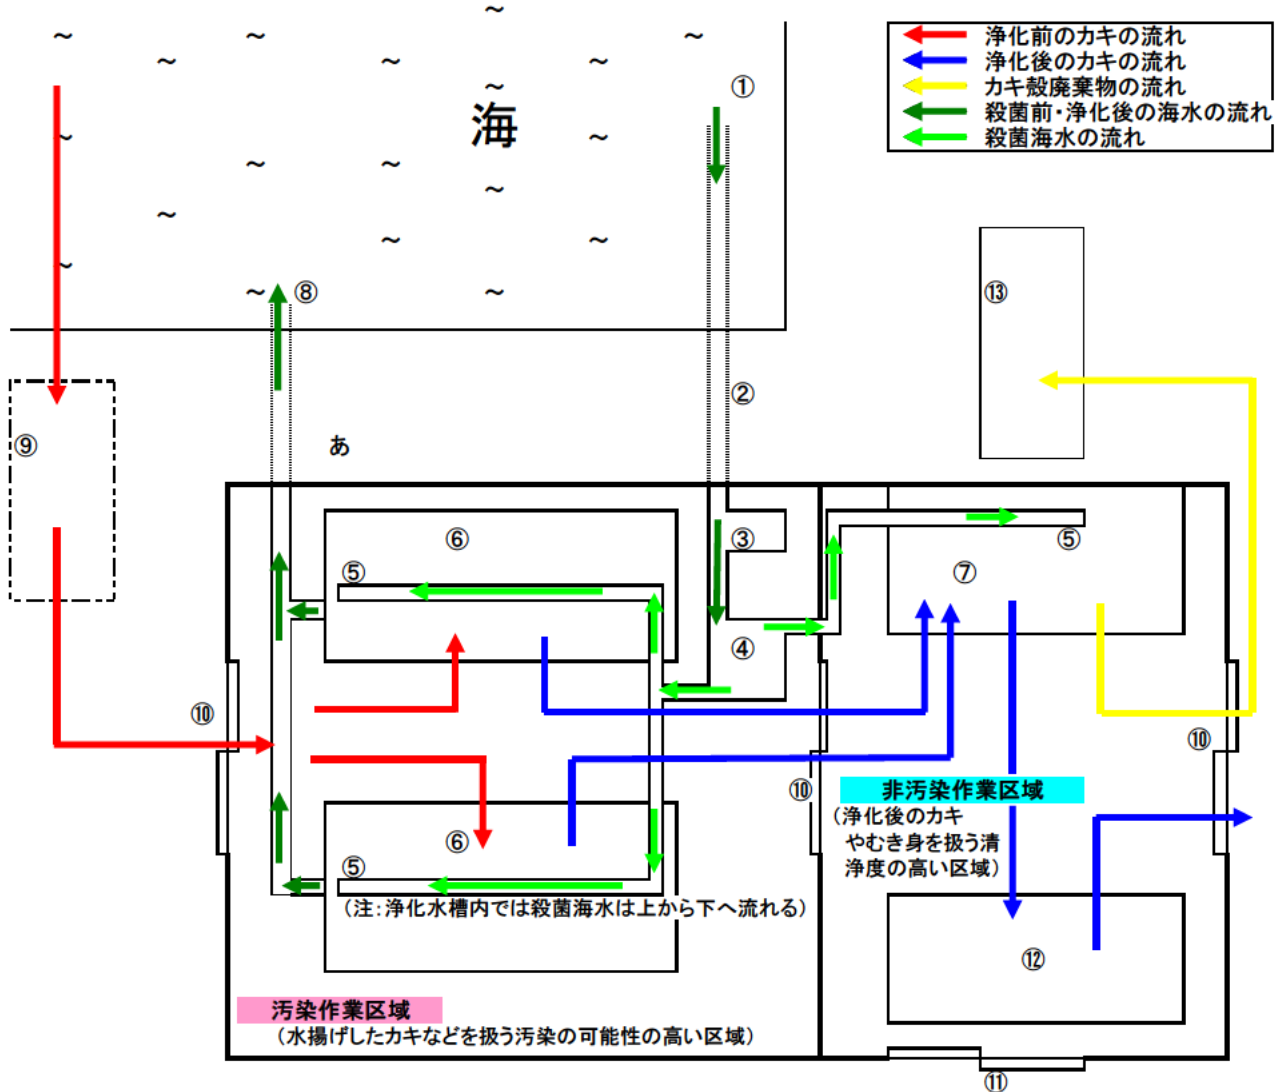 浄化前のカキの流れ
浄化後のカキの流れ
カキ殻廃棄物の流れ
殺菌前・浄化後の海水の流れ
殺菌海水の流れ
海
①
⑧
⑬
②
⑨
あ
⑥
③
⑤
⑤
⑦
④
⑩
⑩
⑩
非汚染作業区域
(浄化後のカキ
やむき身を扱う清
浄度の高い区域)
⑥
⑤
(注:浄化水槽内では殺菌海水は上から下へ流れる)
⑫
汚染作業区域
(水揚げしたカキなどを扱う汚染の可能性の高い区域)
⑪